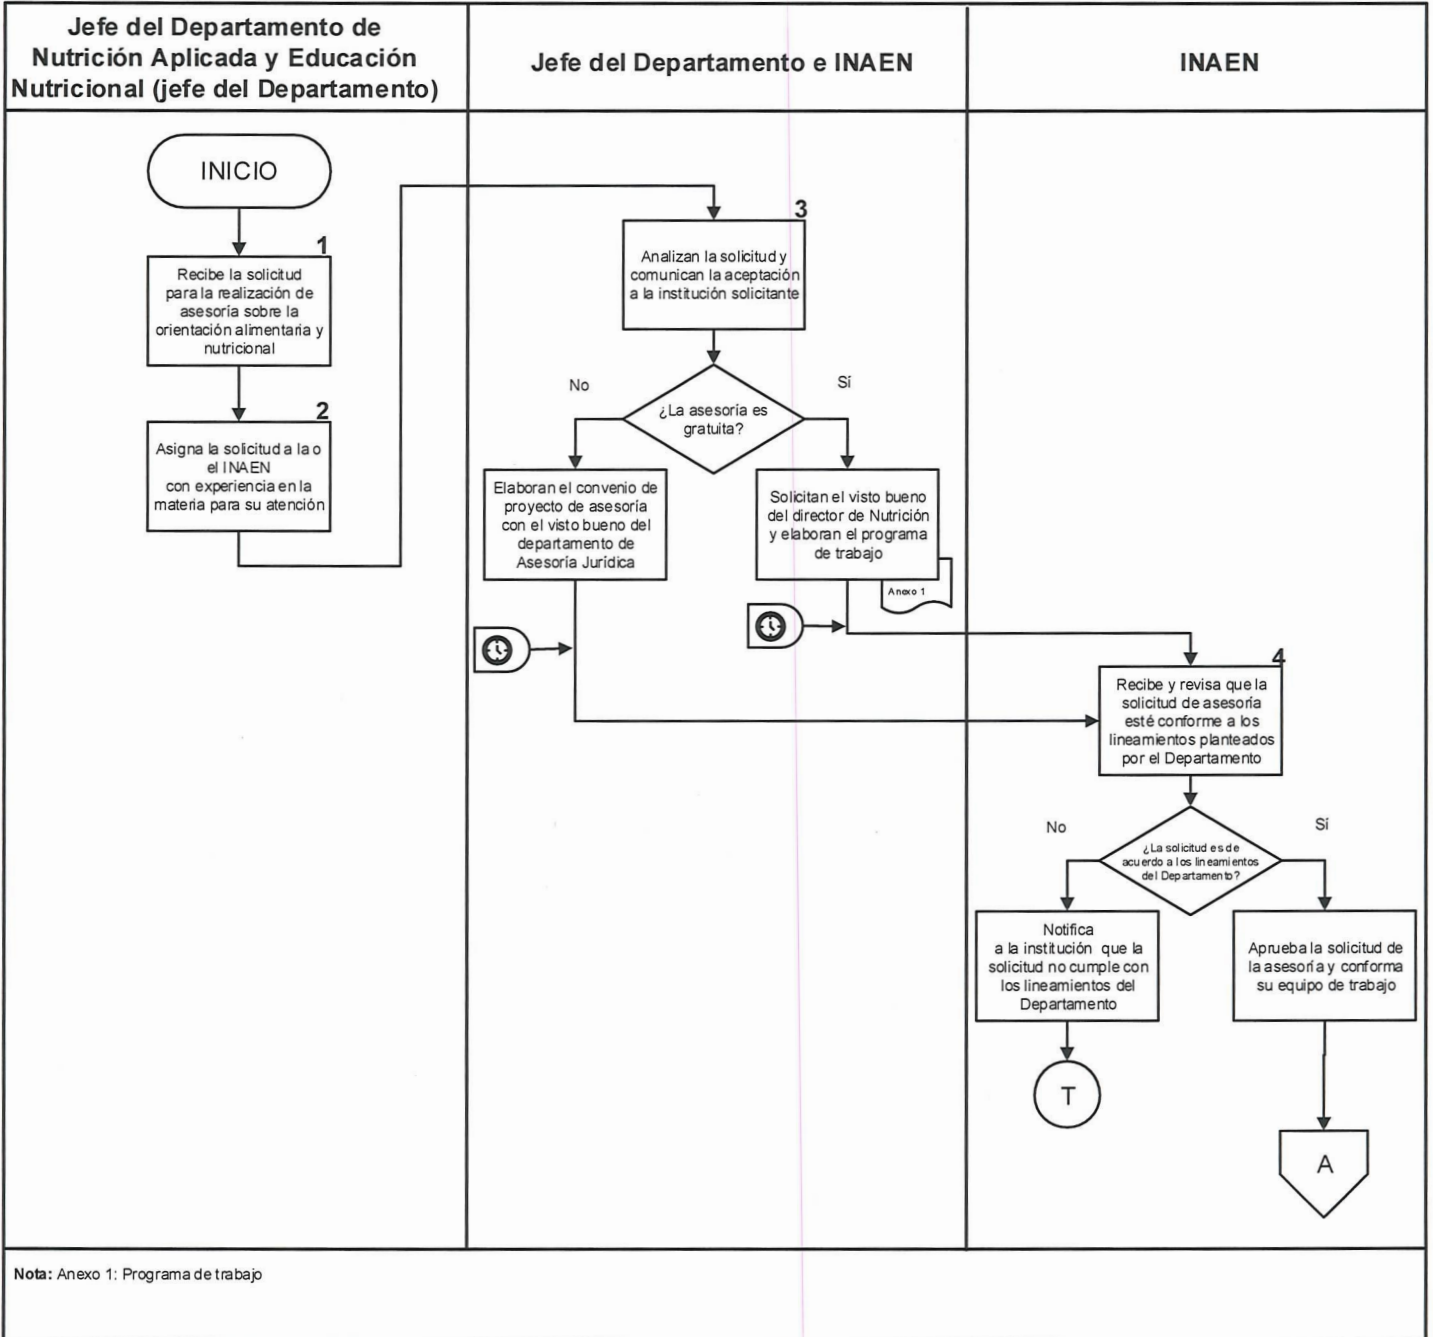 Jefe del Departamento de
Nutrición Aplicada y Educación
Nutricional (jefe del Departamento)
Jefe del Departamento e INAEN
INAEN
INICIO
1
Recibe la solicitud
para la realización de
asesoría sobre la
orientación alimentaria y
nutricional
2
Asigna la solicitud a la o
el INAEN
con experiencia en la
materia para su atención
3
Analizan la solicitud y
comunican la aceptación
a la institución solicitante
No
Sí
¿La asesoría es
gratuita?
Elaboran el convenio de
proyecto de asesoría
con el visto bueno del
departamento de
Asesoría Jurídica
Solicitan el visto bueno
del director de Nutrición
y elaboran el programa
de trabajo
Anexo 1
4
Recibe y revisa que la
solicitud de asesoría
esté conforme a los
lineamientos planteados
por el Departamento
No
Sí
¿La solicitud es de
acuerdo a los lineamientos
del Departamento?
Notifica
a la institución que la
solicitud no cumple con
los lineamientos del
Departamento
Aprueba la solicitud de
la asesoría y conforma
su equipo de trabajo
T
A
Nota: Anexo 1: Programa de trabajo